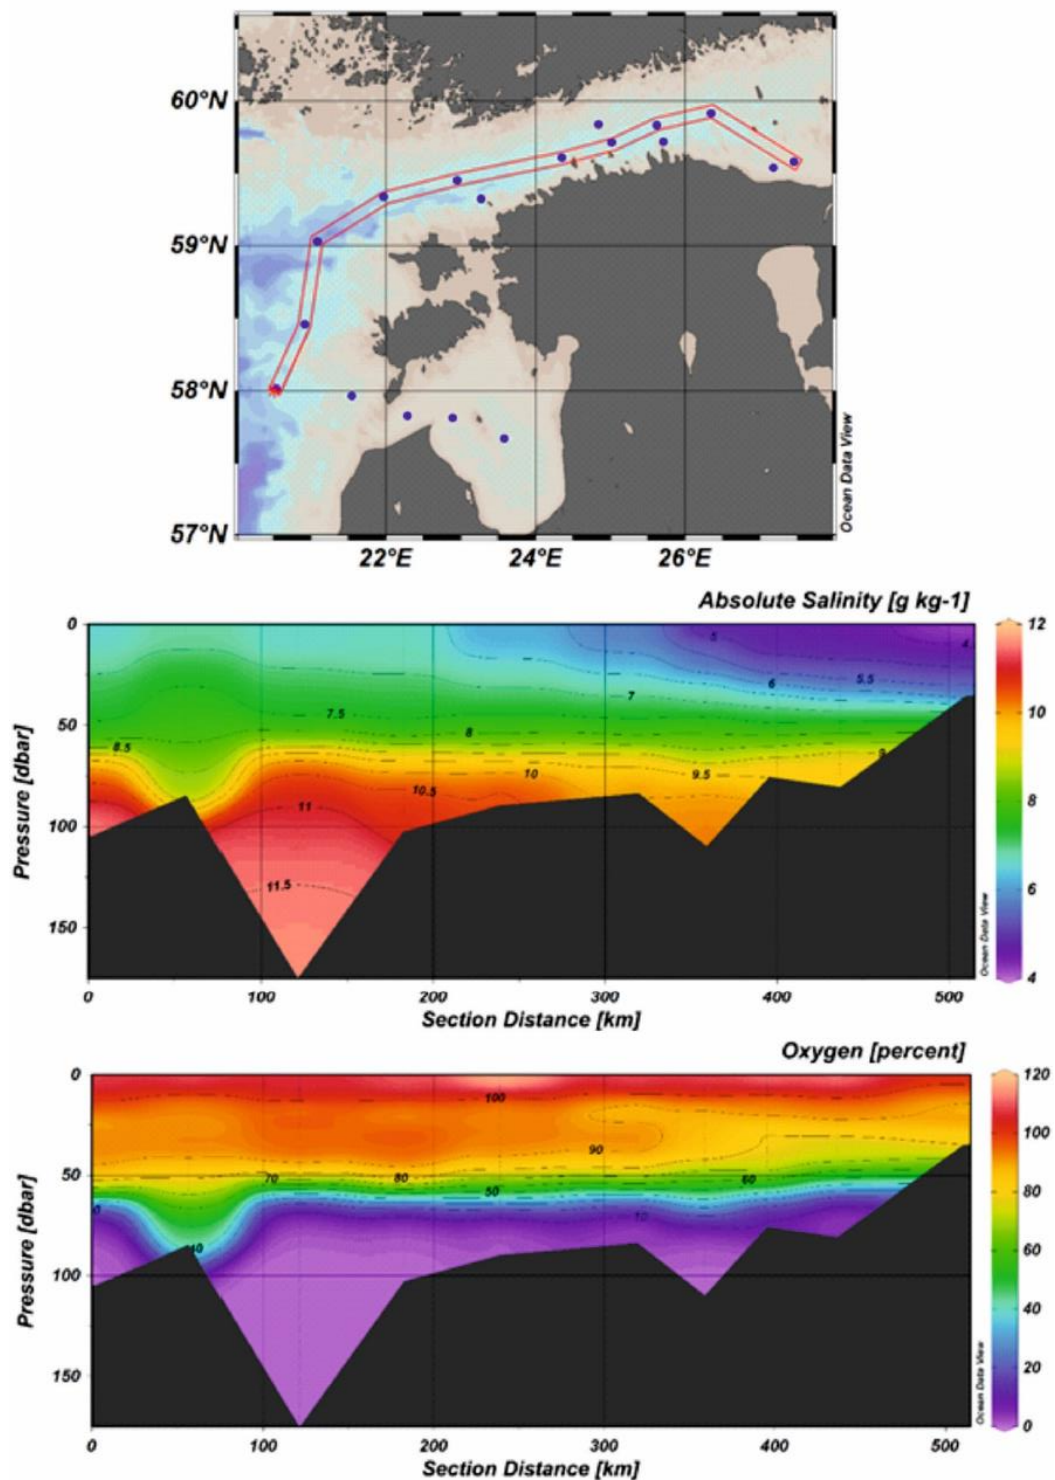 60°N
59°N
58°N
57°N
22°E 24°E 26°E
Ocean Data View
Absolute Salinity [g kg-1]
0
50
100
150
Pressure [dbar]
8.5
7.5
8
7
6
5.5
5
4
9
9.5
10
10.5
11
11.5
12
10
8
6
4
Ocean Data View
0 100 200 300 400 500
Section Distance [km]
Oxygen [percent]
0
50
100
150
Pressure [dbar]
100
90
70
80
60
50
10
120
100
80
60
40
20
0
Ocean Data View
0 100 200 300 400 500
Section Distance [km]